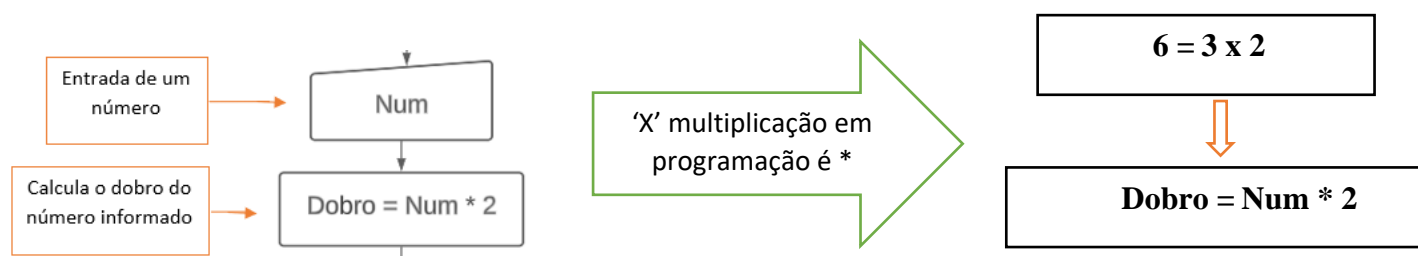 Entrada de um
número
Num
Calcula o dobro do
número informado
Dobro = Num * 2
‘X’ multiplicação em
programação é *
6 = 3 x 2
Dobro = Num * 2